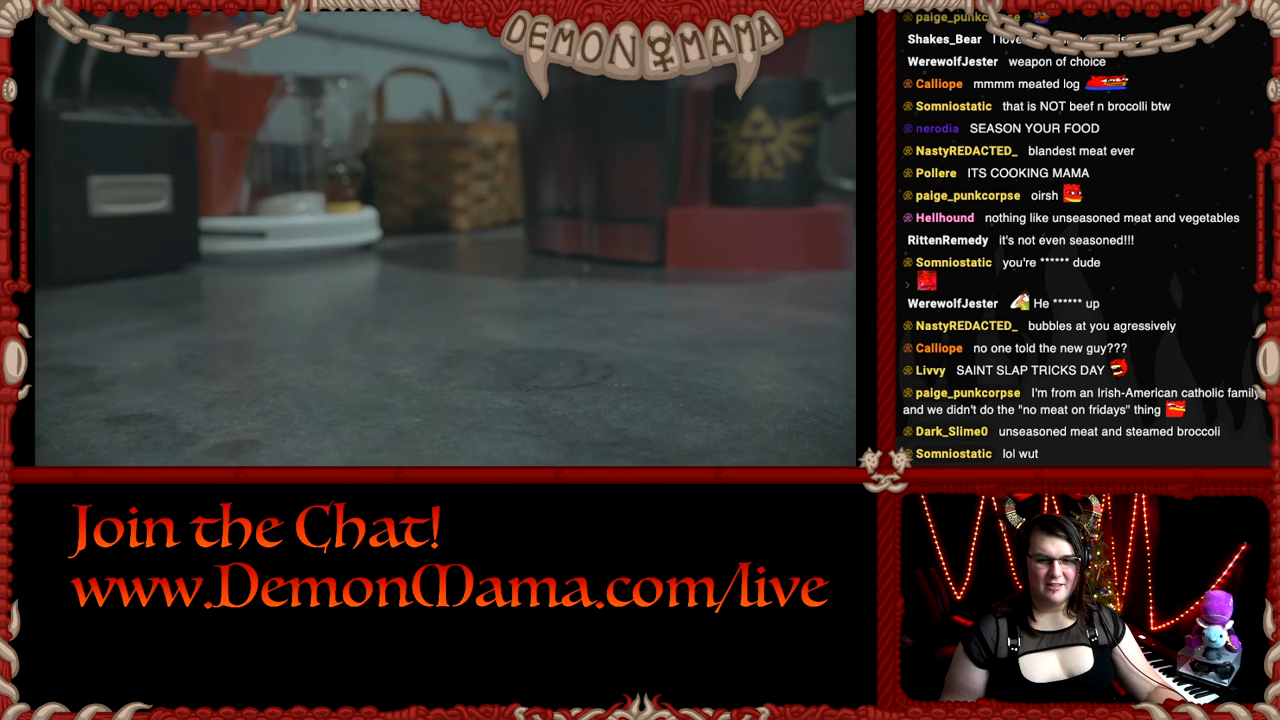 DEMON MAMA
paige_punkc se
Shakes_Bear I love
WerewolfJester weapon of choice
Calliope mmmm meated log
Somniostatic that is NOT beef n brocolli btw
nerodia SEASON YOUR FOOD
NastyREDACTED_ blandest meat ever
Pollere ITS COOKING MAMA
paige_punkcorpse oirsh
Hellhound nothing like unseasoned meat and vegetables
RittenRemedy it's not even seasoned!!!
Somniostatic you're ****** dude
WerewolfJester He ****** up
NastyREDACTED_ bubbles at you agressively
Calliope no one told the new guy???
Livvy SAINT SLAP TRICKS DAY
paige_punkcorpse I'm from an Irish-American catholic family
and we didn't do the "no meat on fridays" thing
Dark_Slime0 unseasoned meat and steamed broccoli
Somniostatic lol wut
Join the Chat!
www.DemonMama.com/live